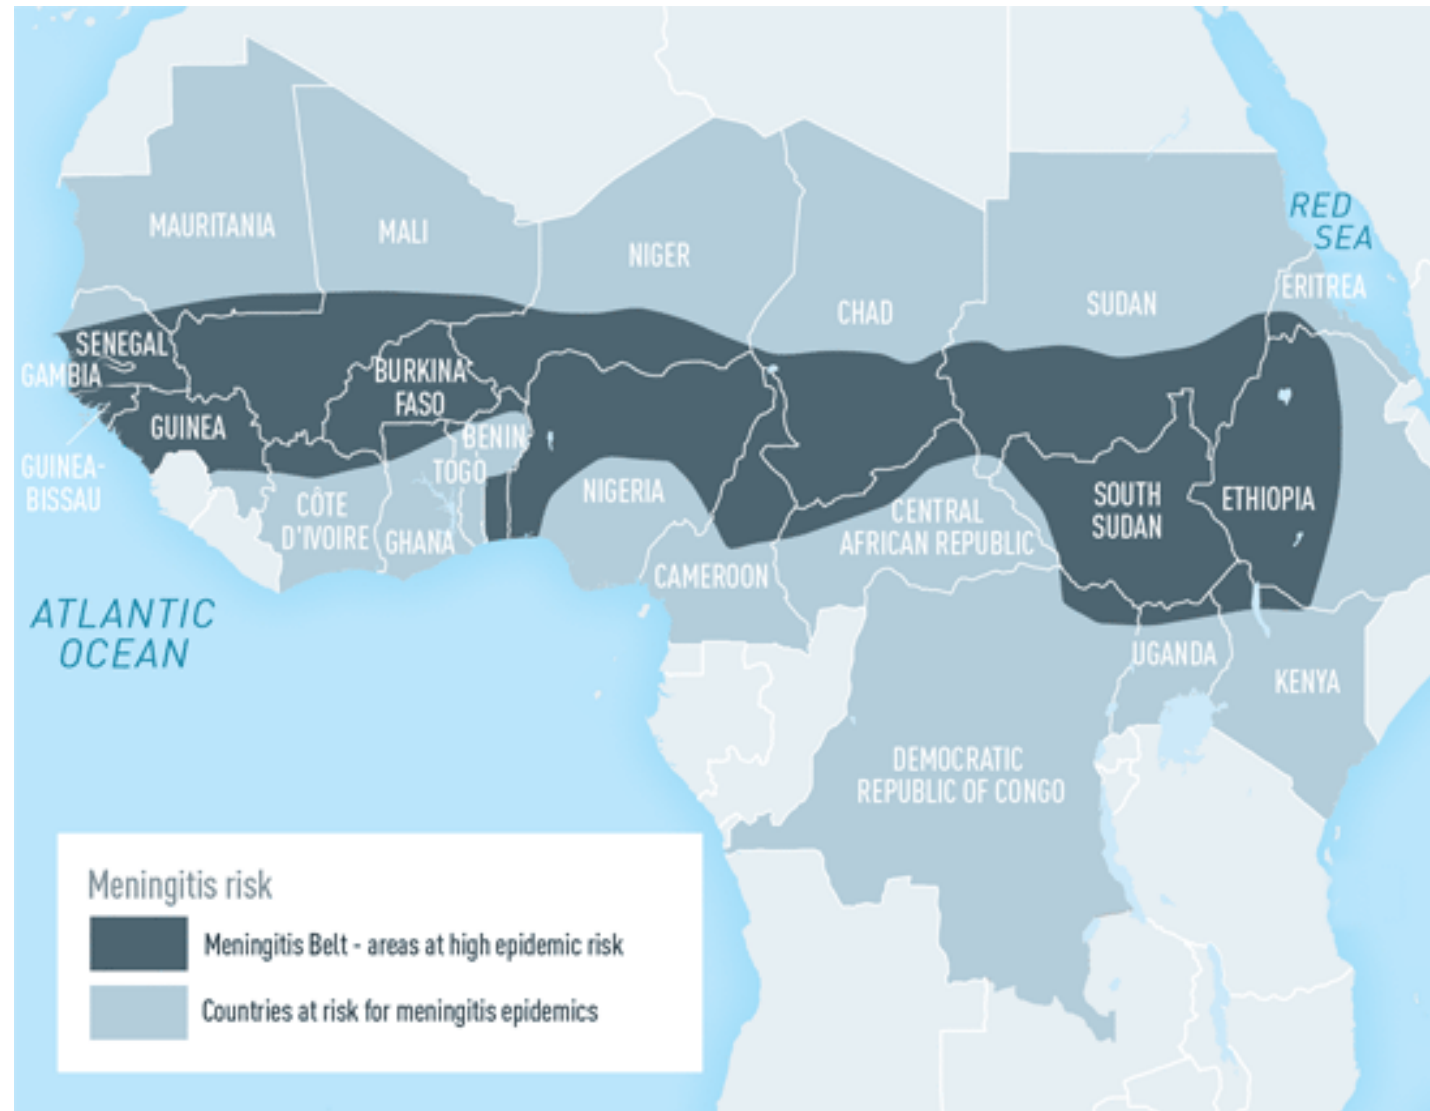 RED
SEA
MAURITANIA
MALI
NIGER
CHAD
SUDAN
ERITREA
SENEGAL
GAMBIA
BURKINA
FASO
GUINEA
BENIN
TOGO
GUINEA-
BISSAU
CÔTE
D'IVOIRE
GHANA
NIGERIA
CENTRAL
AFRICAN REPUBLIC
SOUTH
SUDAN
ETHIOPIA
CAMEROON
ATLANTIC
OCEAN
UGANDA
KENYA
DEMOCRATIC
REPUBLIC OF CONGO
Meningitis risk
Meningitis Belt - areas at high epidemic risk
Countries at risk for meningitis epidemics